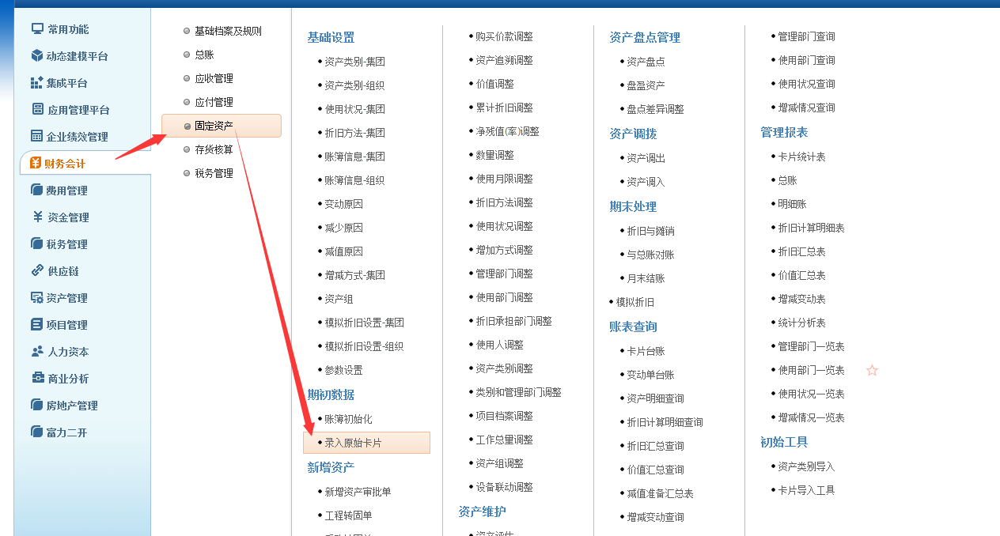 常用功能
动态建模平台
集成平台
应用管理平台
企业绩效管理
财务会计
费用管理
资金管理
税务管理
供应链
资产管理
项目管理
人力资本
商业分析
房地产管理
富力二开
基础档案及规则
总账
应收管理
应付管理
固定资产
存货核算
税务管理
基础设置
资产类别-集团
资产类别-组织
使用状况-集团
折旧方法-集团
账簿信息-集团
账簿信息-组织
变动原因
减少原因
减值原因
增减方式-集团
资产组
模拟折旧设置-集团
模拟折旧设置-组织
参数设置
期初数据
账簿初始化
录入原始卡片
新增资产
新增资产审批单
工程转固单
购买价款调整
资产追溯调整
价值调整
累计折旧调整
净残值(率)调整
数量调整
使用月限调整
折旧方法调整
使用状况调整
增加方式调整
管理部门调整
使用部门调整
折旧承担部门调整
使用人调整
资产类别调整
类别和管理部门调整
项目档案调整
工作总量调整
资产组调整
设备联动调整
资产维护
资产评估
资产盘点管理
资产盘点
盘盈资产
盘点差异调整
资产调拨
资产调出
资产调入
期末处理
折旧与摊销
与总账对账
月末结账
模拟折旧
账表查询
卡片台账
变动单台账
资产明细查询
折旧计算明细查询
折旧汇总查询
价值汇总查询
减值准备汇总表
增减变动查询
管理部门查询
使用部门查询
使用状况查询
增减情况查询
管理报表
卡片统计表
总账
明细账
折旧计算明细表
折旧汇总表
价值汇总表
增减变动表
统计分析表
管理部门一览表
使用部门一览表
使用状况一览表
增减情况一览表
初始工具
资产类别导入
卡片导入工具